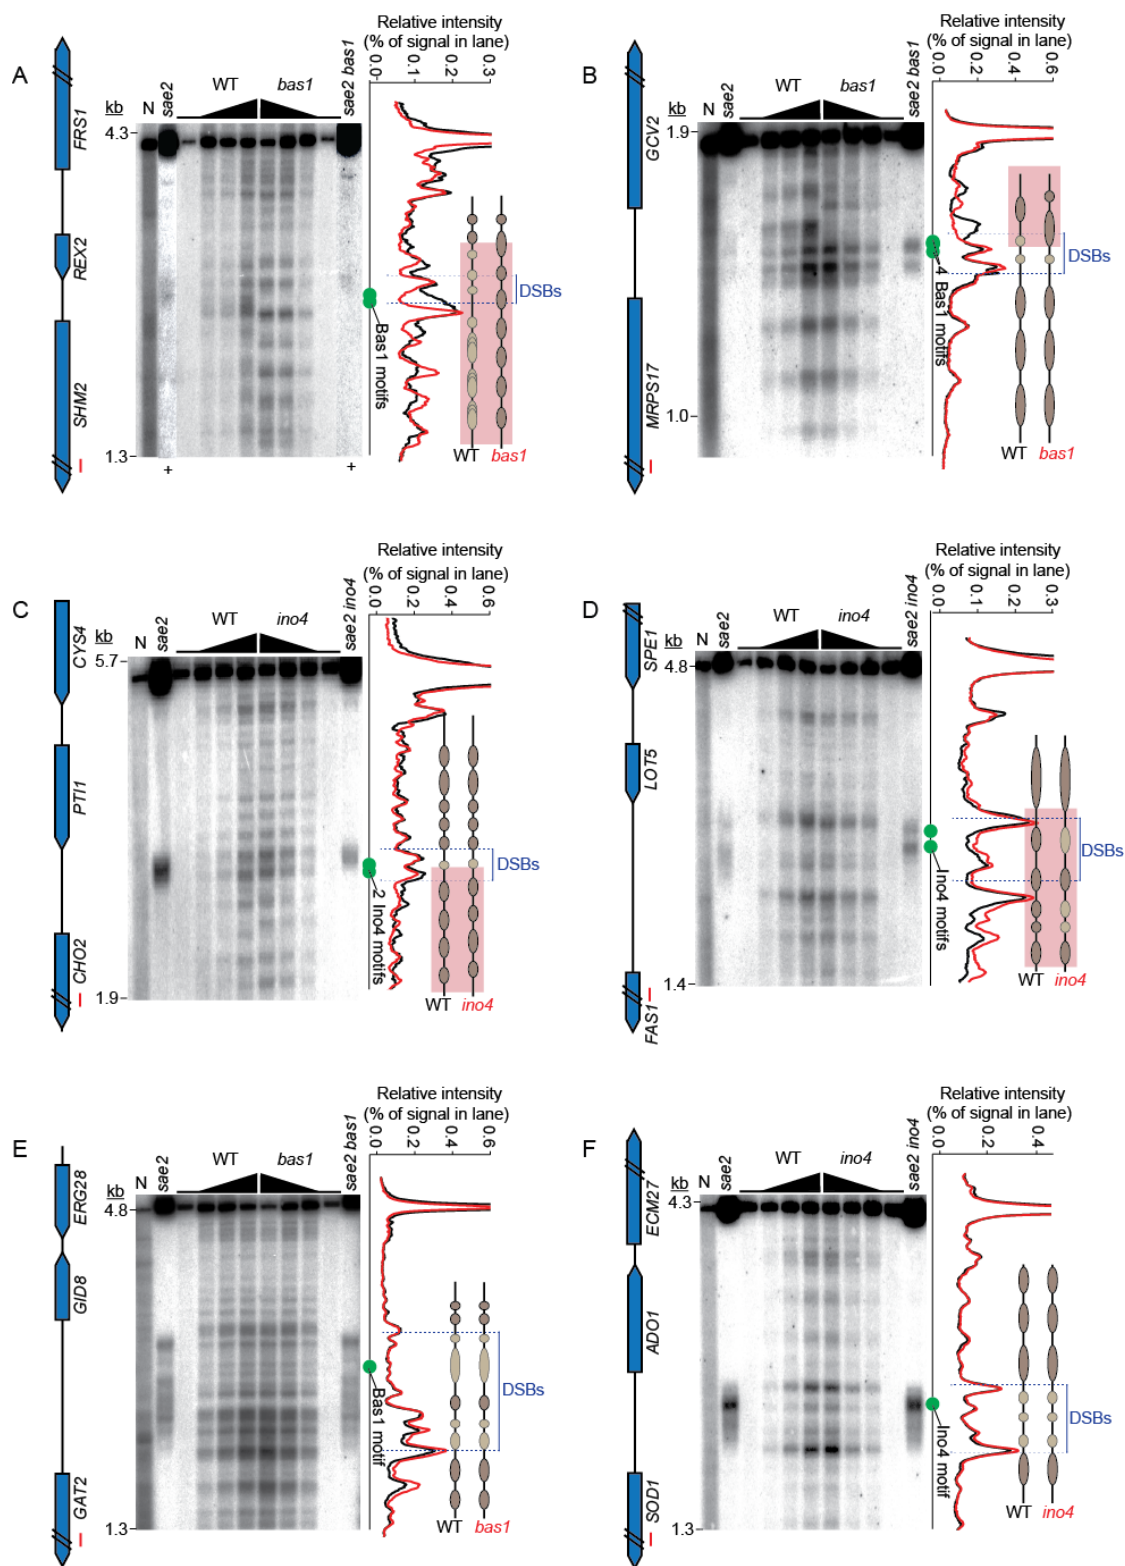 A
Relative intensity
(% of signal in lane)
0.0
0.1
0.2
0.3
kb
N
sae2
WT
bas1
sae2 bas1
4.3
1.3
+
+
FRS1
REX2
SHM2
Bas1 motifs
DSBs
WT
bas1
B
Relative intensity
(% of signal in lane)
0.0
0.2
0.4
0.6
kb
N
sae2
WT
bas1
sae2 bas1
1.9
1.0
GCV2
MRPS17
4 Bas1 motifs
DSBs
WT
bas1
C
Relative intensity
(% of signal in lane)
0.0
0.2
0.4
0.6
kb
N
sae2
WT
ino4
sae2 ino4
5.7
1.9
CYS4
PTI1
CHO2
2 Ino4 motifs
DSBs
WT
ino4
D
Relative intensity
(% of signal in lane)
0.0
0.1
0.2
0.3
kb
N
sae2
WT
ino4
sae2 ino4
4.8
1.4
SPE1
LOT5
FAS1
Ino4 motifs
DSBs
WT
ino4
E
Relative intensity
(% of signal in lane)
0.0
0.2
0.4
0.6
kb
N
sae2
WT
bas1
sae2 bas1
4.8
1.3
ERG28
GID8
GAT2
Bas1 motif
DSBs
WT
bas1
F
Relative intensity
(% of signal in lane)
0.0
0.2
0.4
kb
N
sae2
WT
ino4
sae2 ino4
4.3
1.3
ECM27
ADO1
SOD1
Ino4 motif
DSBs
WT
ino4